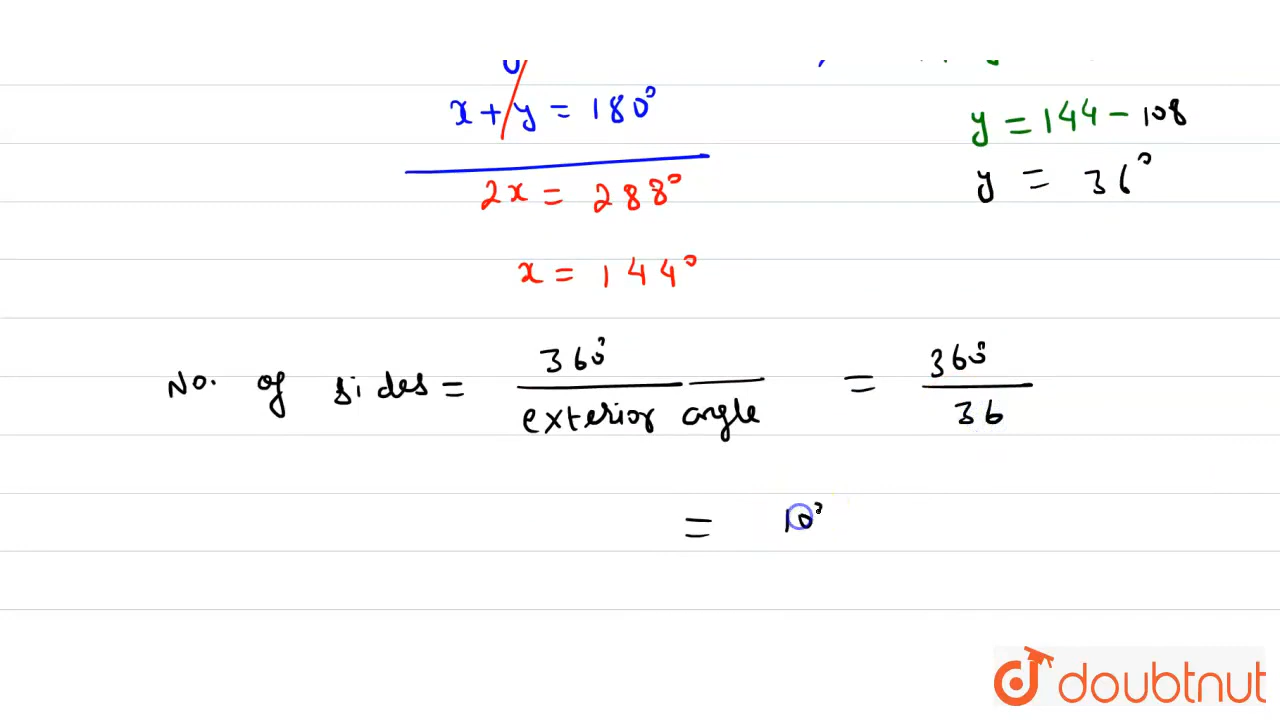 x + y = 180°
2x = 288°
x = 144°
y = 144 - 108
y = 36°
No. of sides = 360° / exterior angle = 360° / 36
= 10°
doubtnut